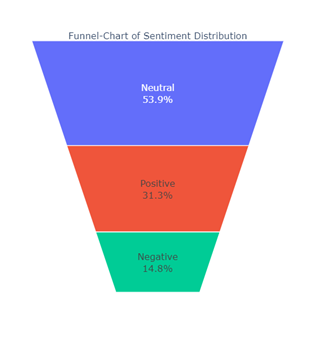 Funnel-Chart of Sentiment Distribution
Neutral
53.9%
Positive
31.3%
Negative
14.8%